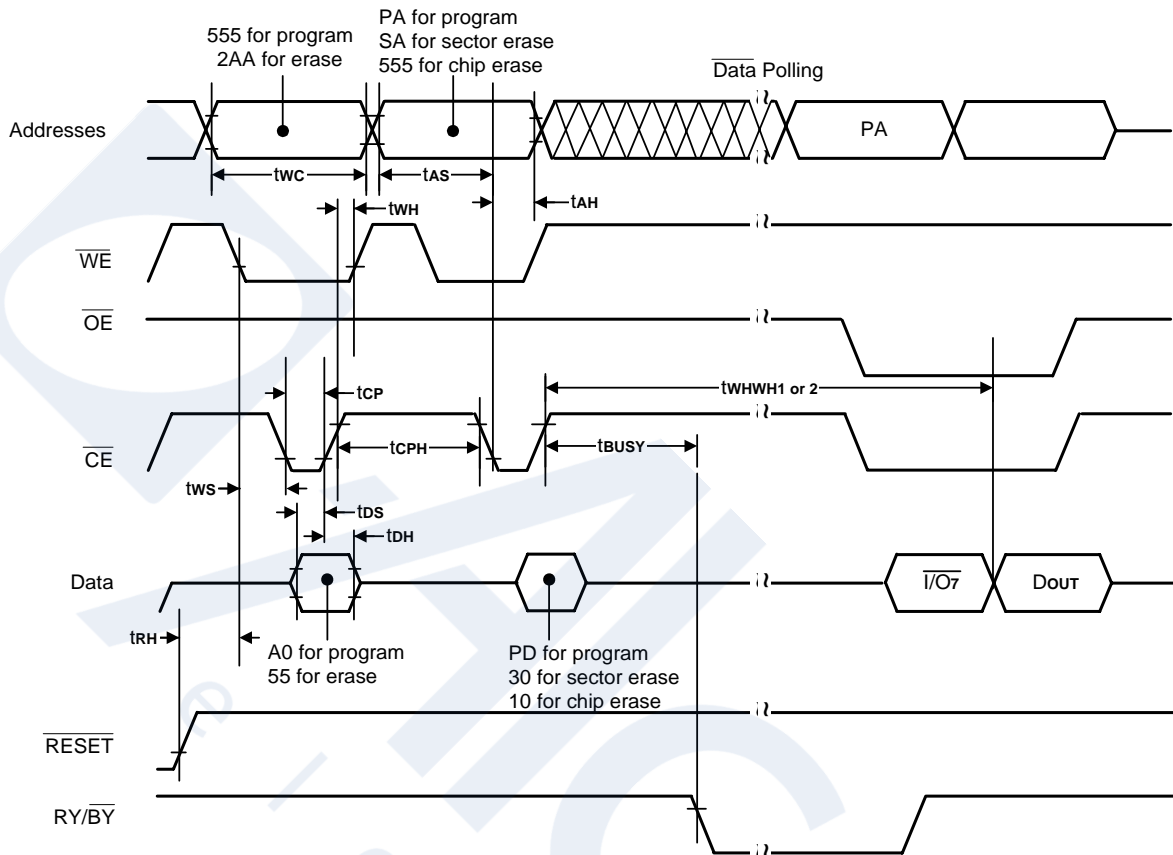 555 for program
2AA for erase
PA for program
SA for sector erase
555 for chip erase
Data Polling
Addresses
PA
tWC
tAS
tAH
tWH
WE
OE
tCP
tWHWH1 or 2
CE
tCPH
tBUSY
tWS
tDS
tDH
Data
I/O7
DOUT
tRH
A0 for program
55 for erase
PD for program
30 for sector erase
10 for chip erase
RESET
RY/BY